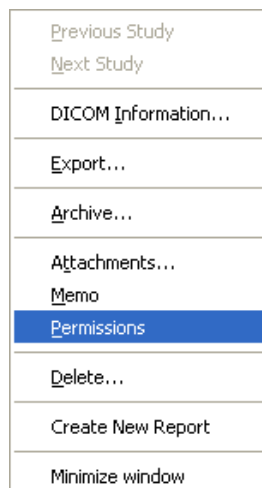 Previous Study
Next Study
DICOM Information...
Export...
Archive...
Attachments...
Memo
Permissions
Delete...
Create New Report
Minimize window